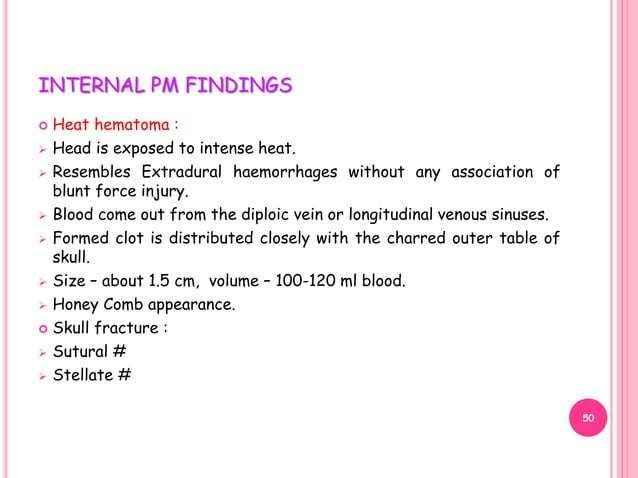 INTERNAL PM FINDINGS
Heat hematoma :
Head is exposed to intense heat.
Resembles Extradural haemorrhages without any association of
blunt force injury.
Blood come out from the diploic vein or longitudinal venous sinuses.
Formed clot is distributed closely with the charred outer table of
skull.
Size – about 1.5 cm, volume – 100-120 ml blood.
Honey Comb appearance.
Skull fracture :
Sutural #
Stellate #
50